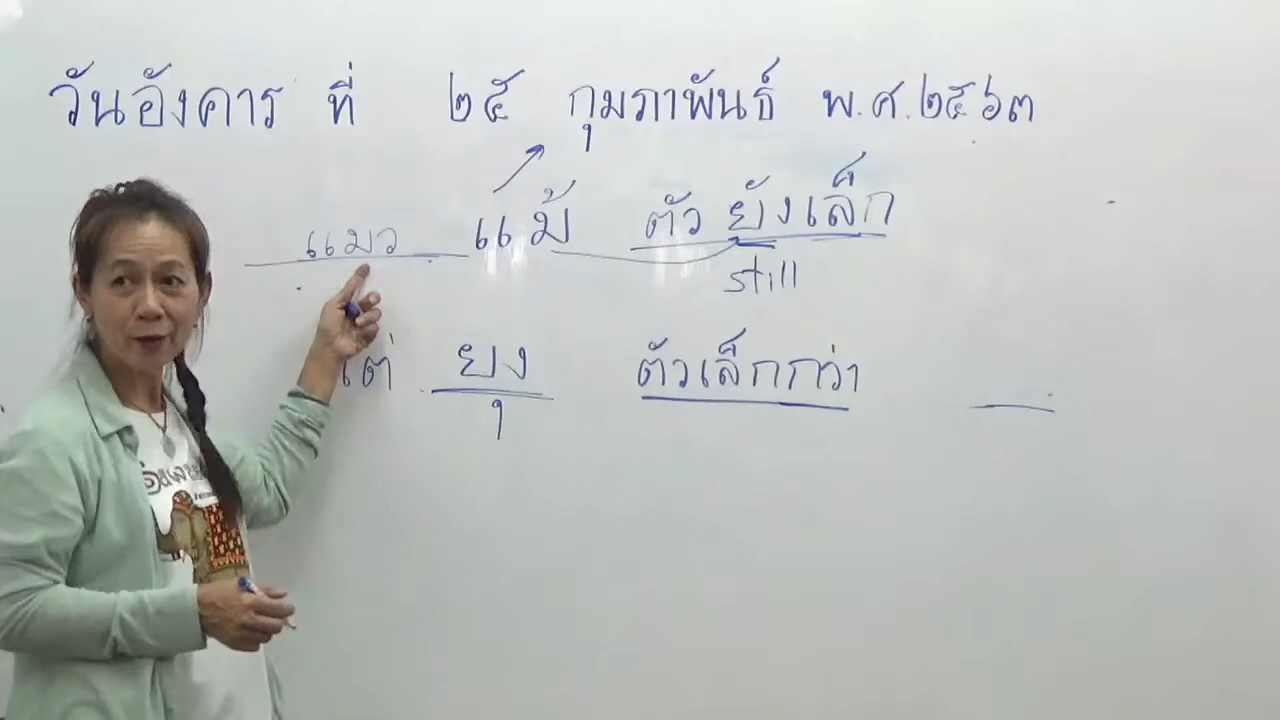 วันอังคาร ที่ ๒๕ กุมภาพันธ์ พ.ศ.๒๕๖๓
แมว แม้ ตัว ยังเล็ก
still
แต่ ยุง ตัวเล็กกว่า